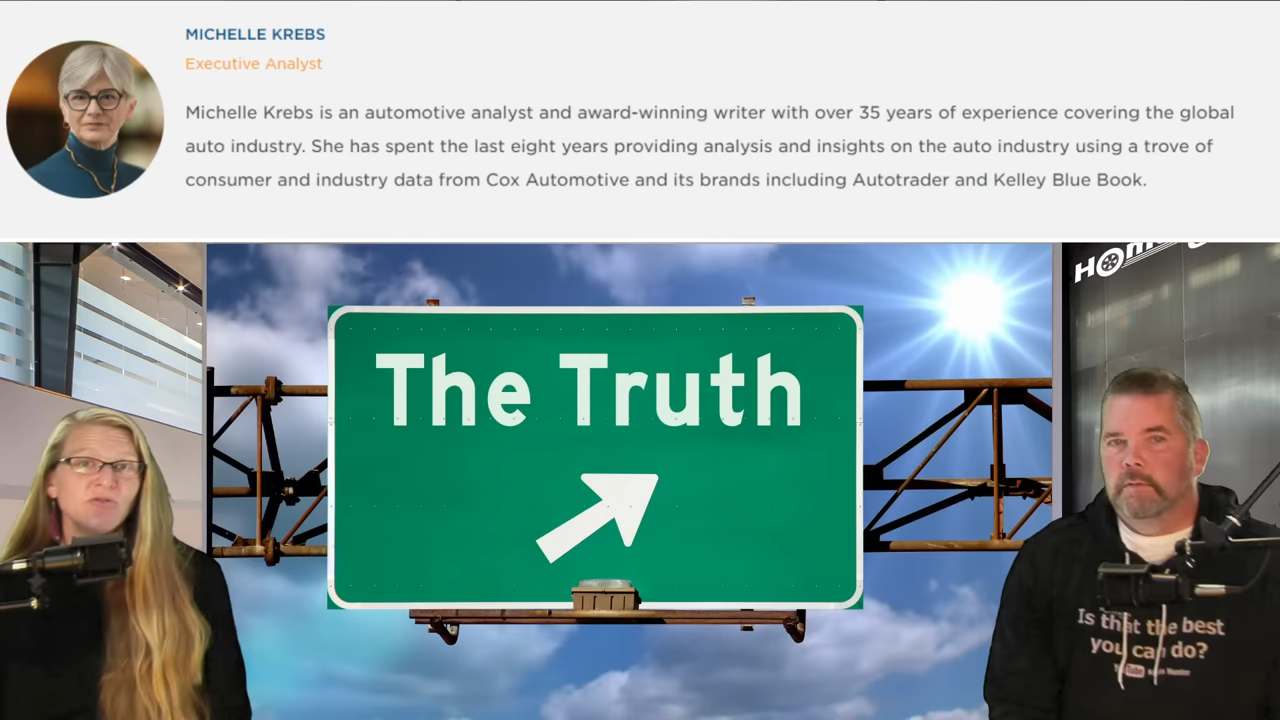 MICHELLE KREBS
Executive Analyst
Michelle Krebs is an automotive analyst and award-winning writer with over 35 years of experience covering the global
auto industry. She has spent the last eight years providing analysis and insights on the auto industry using a trove of
consumer and industry data from Cox Automotive and its brands including Autotrader and Kelley Blue Book.
The Truth
Is that the best
you can do?